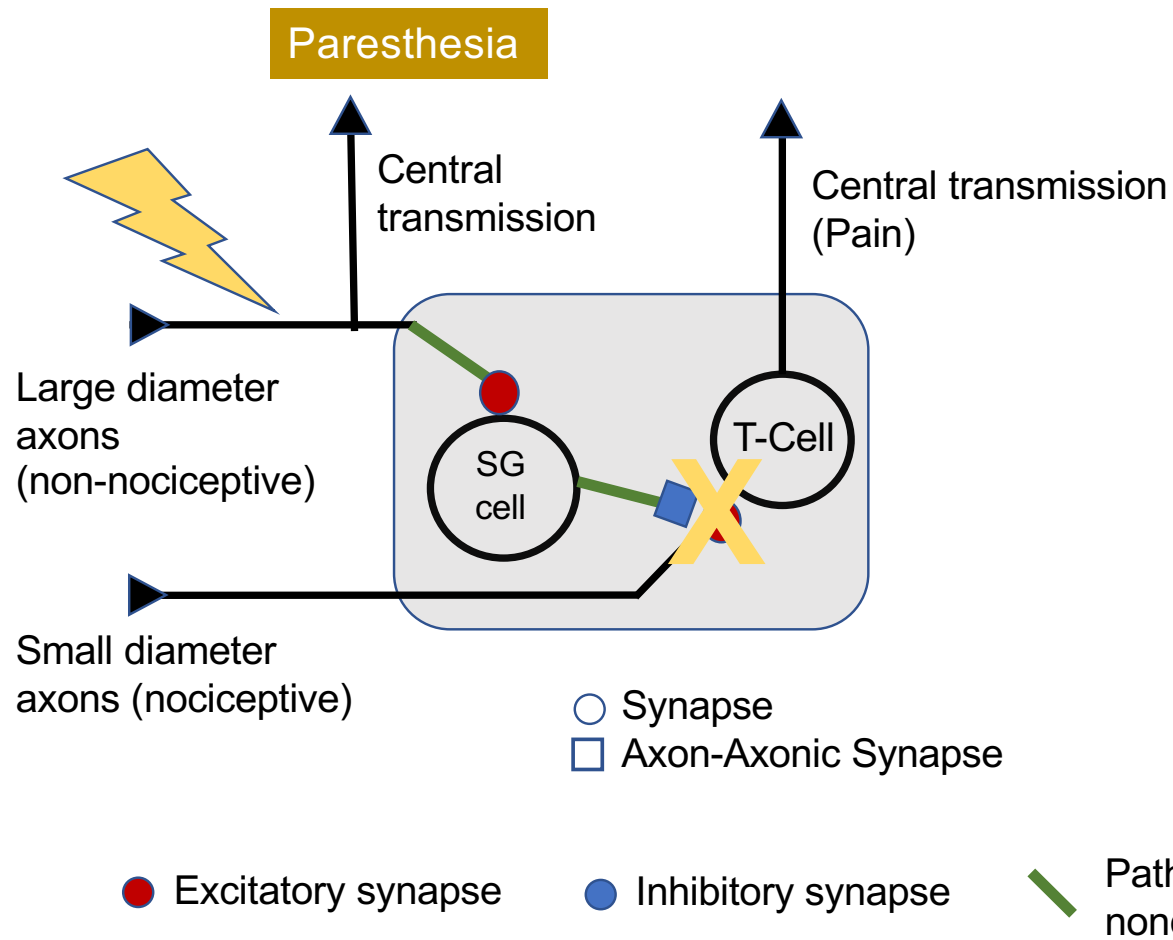 Paresthesia
Central
transmission
Central transmission
(Pain)
Large diameter
axons
(non-nociceptive)
T-Cell
SG
cell
X
Small diameter
axons (nociceptive)
Synapse
Axon-Axonic Synapse
Excitatory synapse
Inhibitory synapse